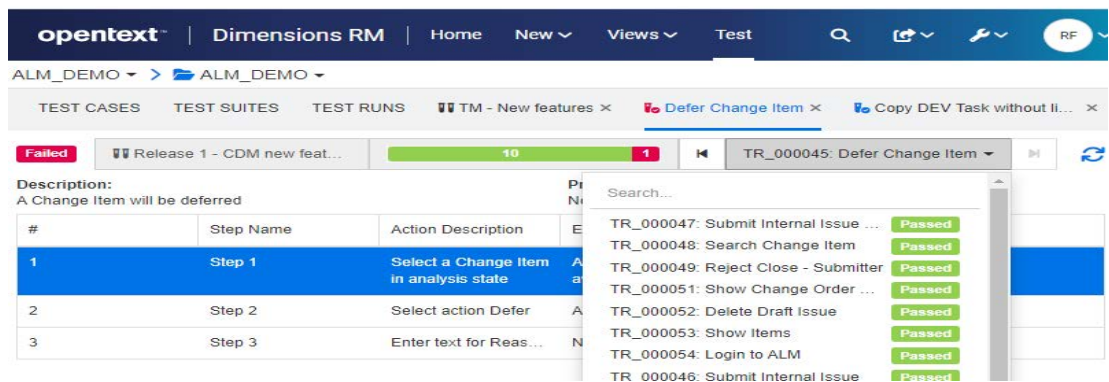 opentext™ | Dimensions RM | Home New Views Test RF
ALM_DEMO > ALM_DEMO
TEST CASES TEST SUITES TEST RUNS TM - New features × Defer Change Item × Copy DEV Task without li... ×
Failed Release 1 - CDM new feat... 10 1 TR_000045: Defer Change Item
Description:
A Change Item will be deferred
# Step Name Action Description
1 Step 1 Select a Change Item
in analysis state
2 Step 2 Select action Defer
3 Step 3 Enter text for Reas...
Search...
TR_000047: Submit Internal Issue ... Passed
TR_000048: Search Change Item Passed
TR_000049: Reject Close - Submitter Passed
TR_000051: Show Change Order ... Passed
TR_000052: Delete Draft Issue Passed
TR_000053: Show Items Passed
TR_000054: Login to ALM Passed
TR_000046: Submit Internal Issue Passed